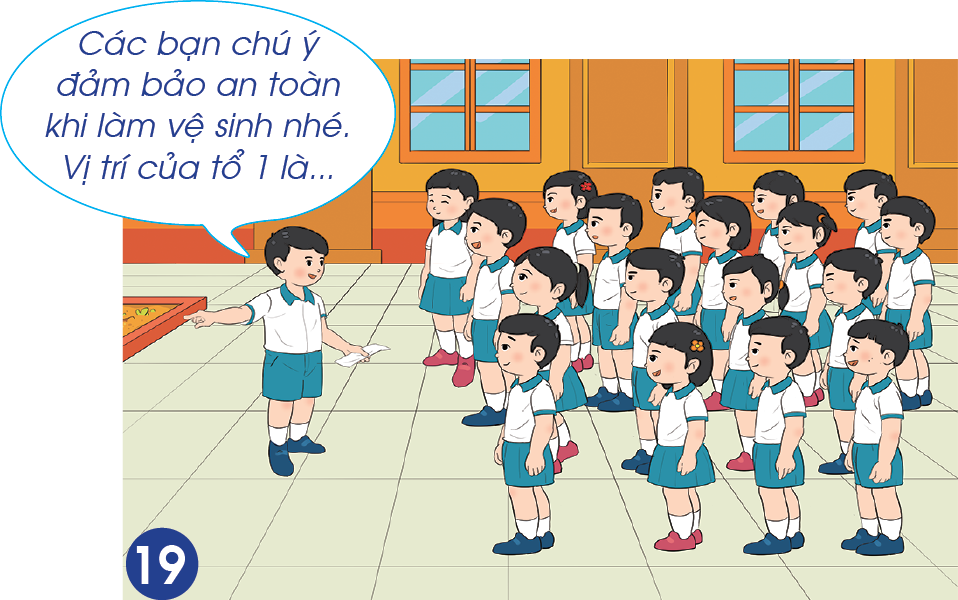 Các bạn chú ý
đảm bảo an toàn
khi làm vệ sinh nhé.
Vị trí của tổ 1 là...
19